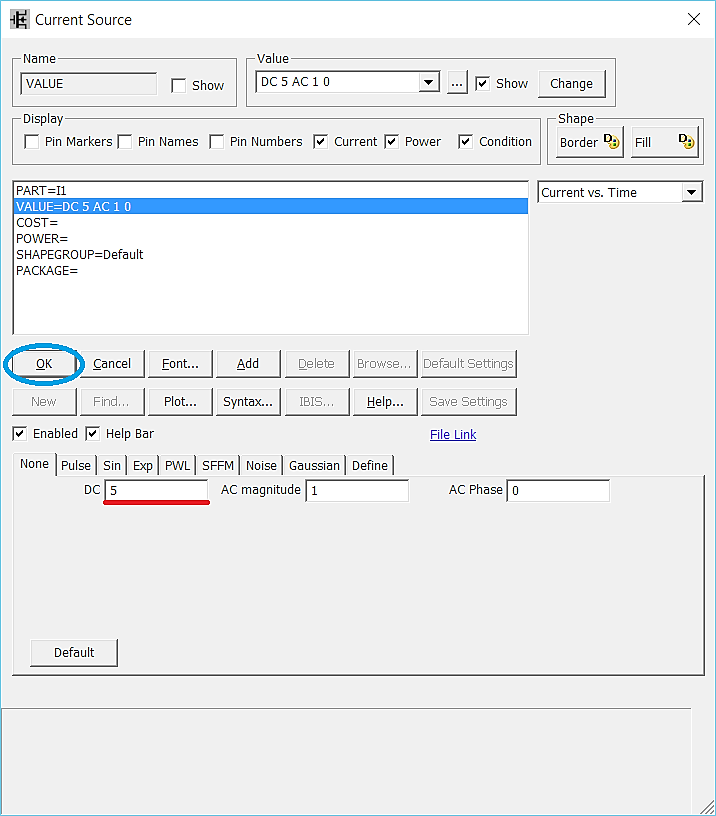 Current Source
Name
VALUE
Show
Value
DC 5 AC 1 0
...
Show
Change
Display
Pin Markers
Pin Names
Pin Numbers
Current
Power
Condition
Shape
Border
Fill
PART=I1
VALUE=DC 5 AC 1 0
COST=
POWER=
SHAPEGROUP=Default
PACKAGE=
Current vs. Time
OK
Cancel
Font...
Add
Delete
Browse...
Default Settings
New
Find...
Plot...
Syntax...
IBIS...
Help...
Save Settings
Enabled
Help Bar
File Link
None
Pulse
Sin
Exp
PWL
SFFM
Noise
Gaussian
Define
DC
5
AC magnitude
1
AC Phase
0
Default